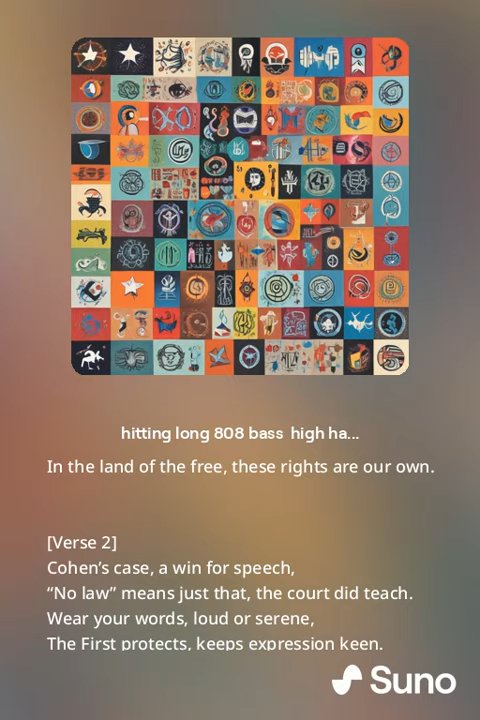 hitting long 808 bass high ha...
In the land of the free, these rights are our own.
[Verse 2]
Cohen's case, a win for speech,
“No law” means just that, the court did teach.
Wear your words, loud or serene,
The First protects, keeps expression keen.
Suno